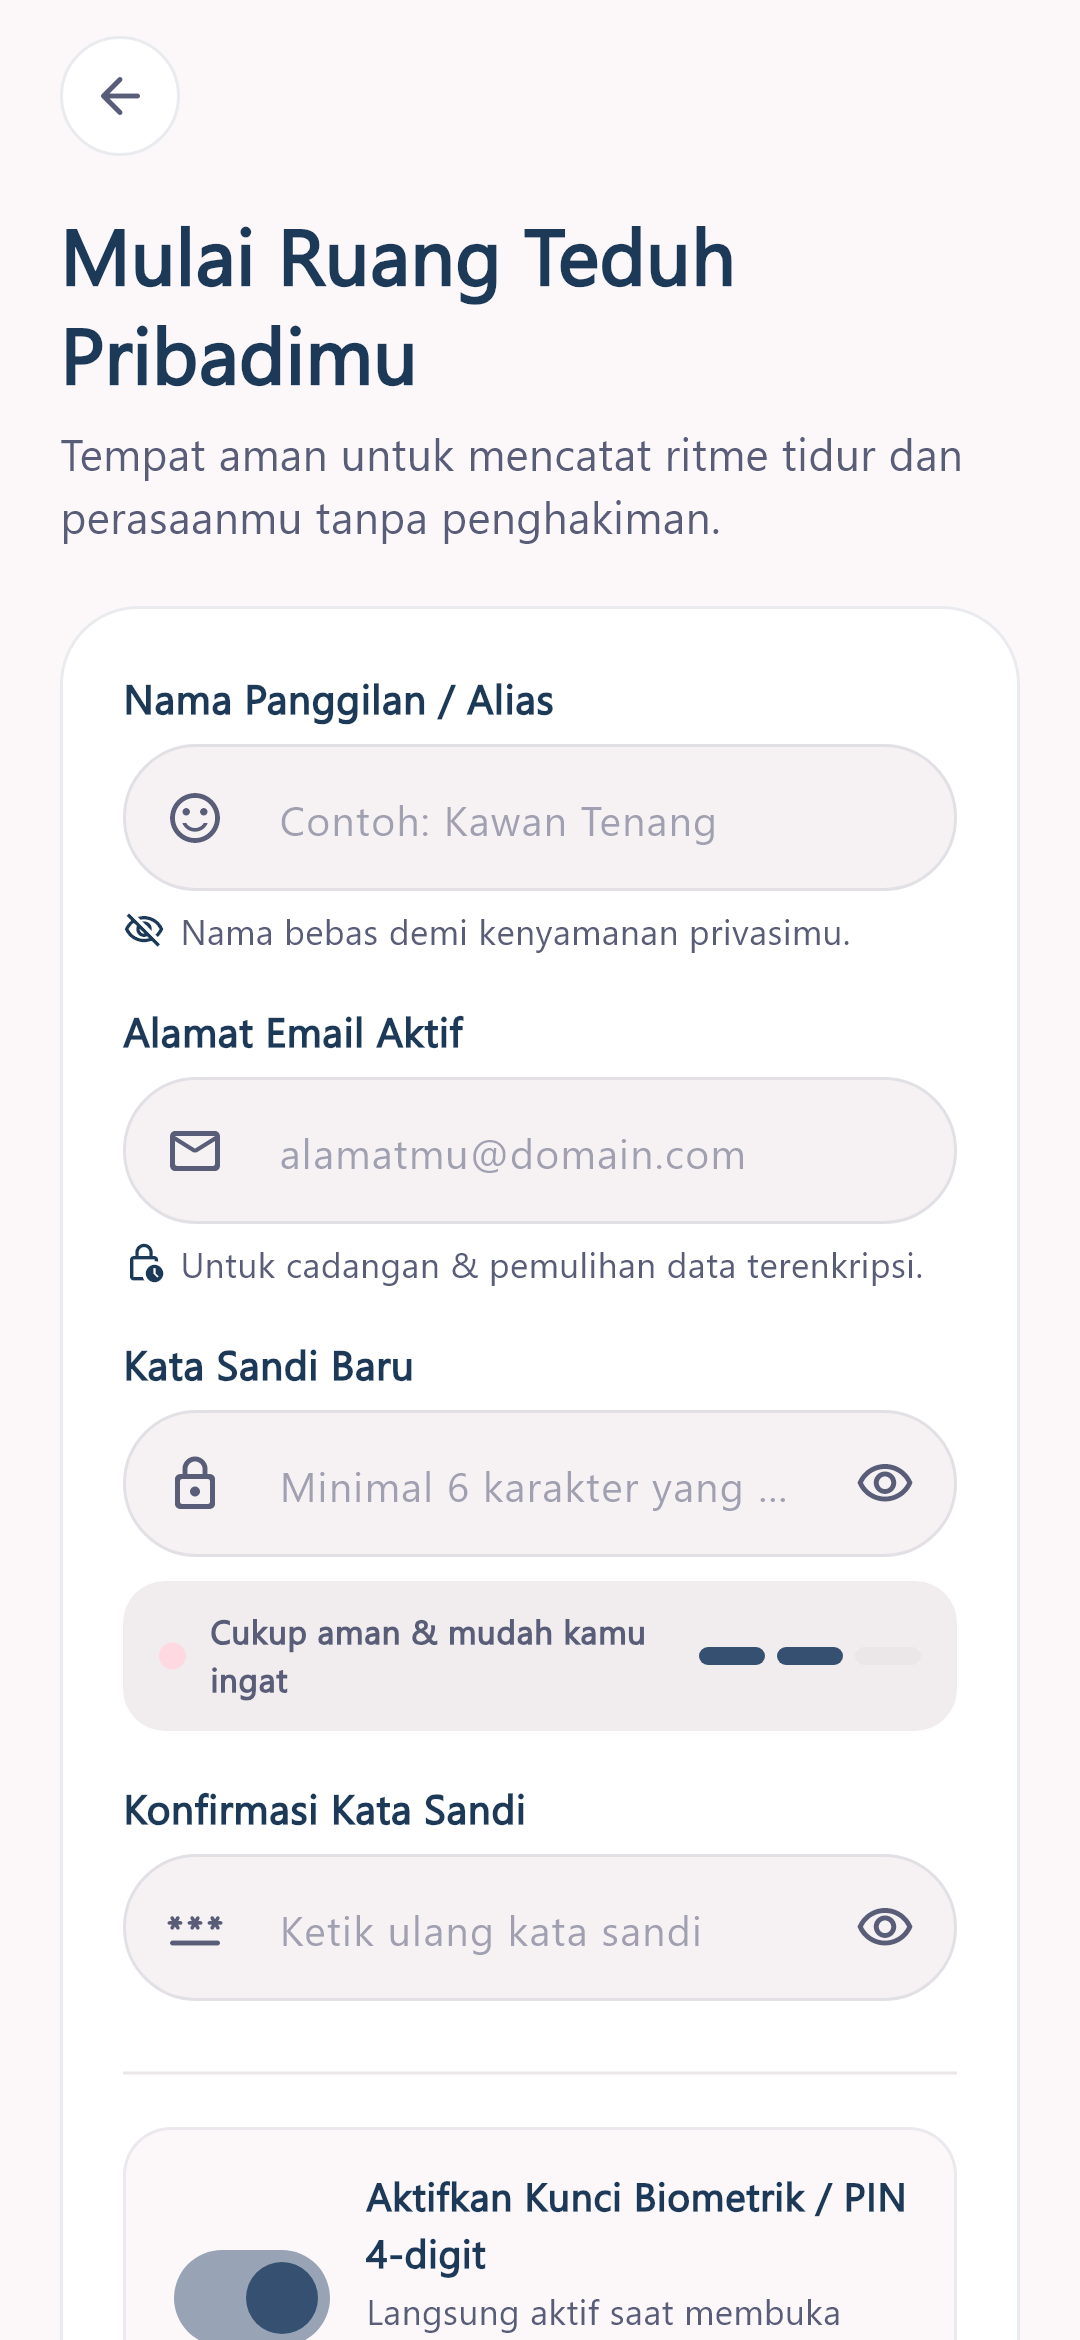 Mulai Ruang Teduh
Pribadimu
Tempat aman untuk mencatat ritme tidur dan
perasaanmu tanpa penghakiman.
Nama Panggilan / Alias
Contoh: Kawan Tenang
Nama bebas demi kenyamanan privasimu.
Alamat Email Aktif
alamatmu@domain.com
Untuk cadangan & pemulihan data terenkripsi.
Kata Sandi Baru
Minimal 6 karakter yang ...
Cukup aman & mudah kamu
ingat
Konfirmasi Kata Sandi
Ketik ulang kata sandi
Aktifkan Kunci Biometrik / PIN
4-digit
Langsung aktif saat membuka